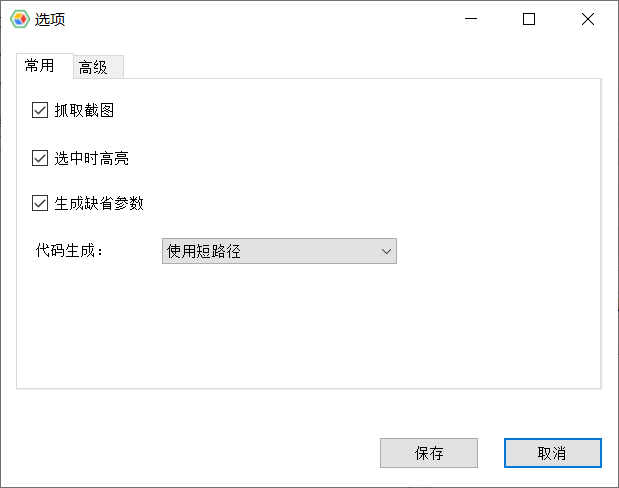 选项
常用 高级
抓取截图
选中时高亮
生成缺省参数
代码生成： 使用短路径
保存 取消